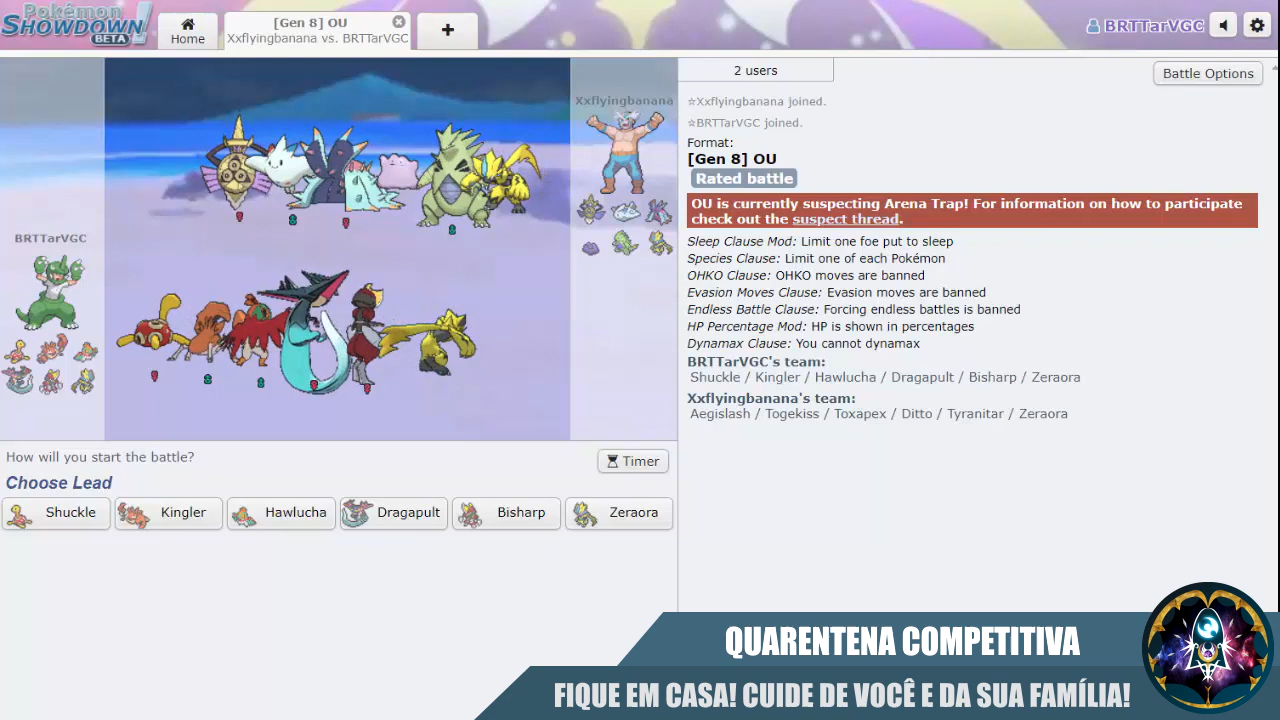 Pokémon
SHOWDOWN!
BETA
Home
[Gen 8] OU
Xxflyingbanana vs. BRTTarVGC
BRTTarVGC
2 users
Battle Options
Xxflyingbanana
BRTTarVGC
☆Xxflyingbanana joined.
☆BRTTarVGC joined.
Format:
[Gen 8] OU
Rated battle
OU is currently suspecting Arena Trap! For information on how to participate
check out the suspect thread.
Sleep Clause Mod: Limit one foe put to sleep
Species Clause: Limit one of each Pokémon
OHKO Clause: OHKO moves are banned
Evasion Moves Clause: Evasion moves are banned
Endless Battle Clause: Forcing endless battles is banned
HP Percentage Mod: HP is shown in percentages
Dynamax Clause: You cannot dynamax
BRTTarVGC's team:
Shuckle / Kingler / Hawlucha / Dragapult / Bisharp / Zeraora
Xxflyingbanana's team:
Aegislash / Togekiss / Toxapex / Ditto / Tyranitar / Zeraora
How will you start the battle?
Timer
Choose Lead
Shuckle
Kingler
Hawlucha
Dragapult
Bisharp
Zeraora
QUARENTENA COMPETITIVA
FIQUE EM CASA! CUIDE DE VOCÊ E DA SUA FAMÍLIA!